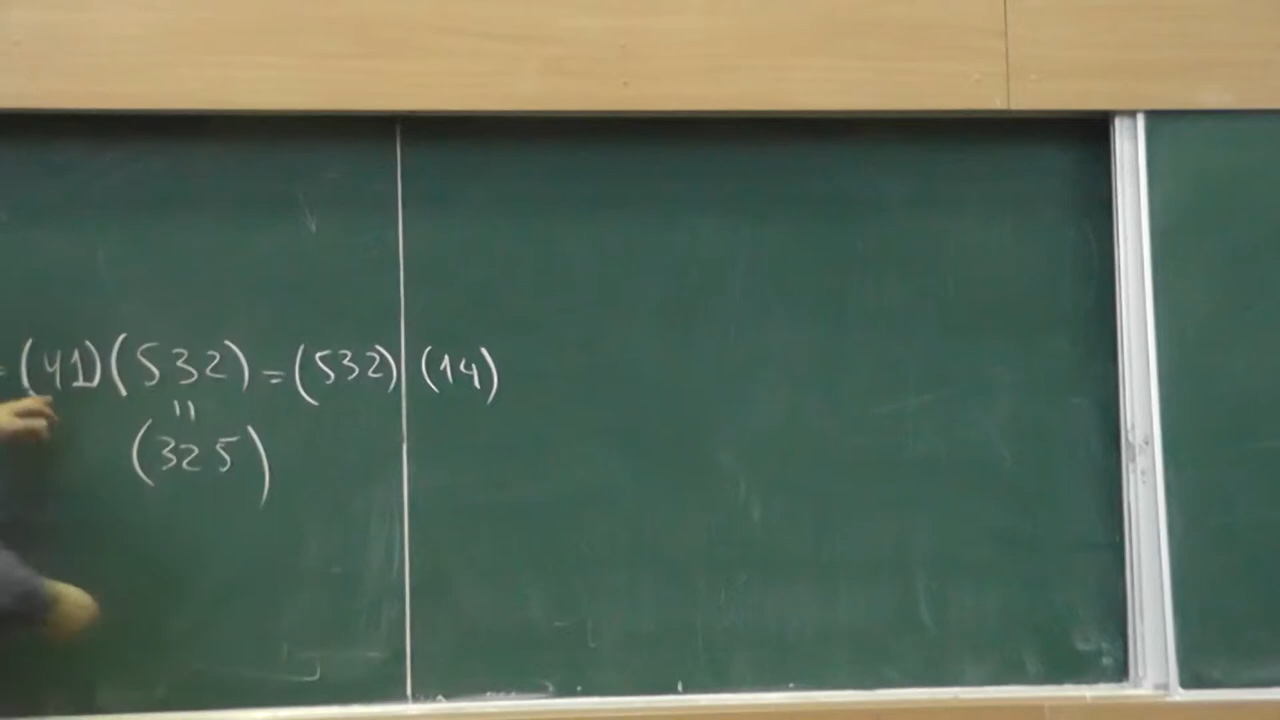 = (41)(532) = (532) (14)
=
(325)